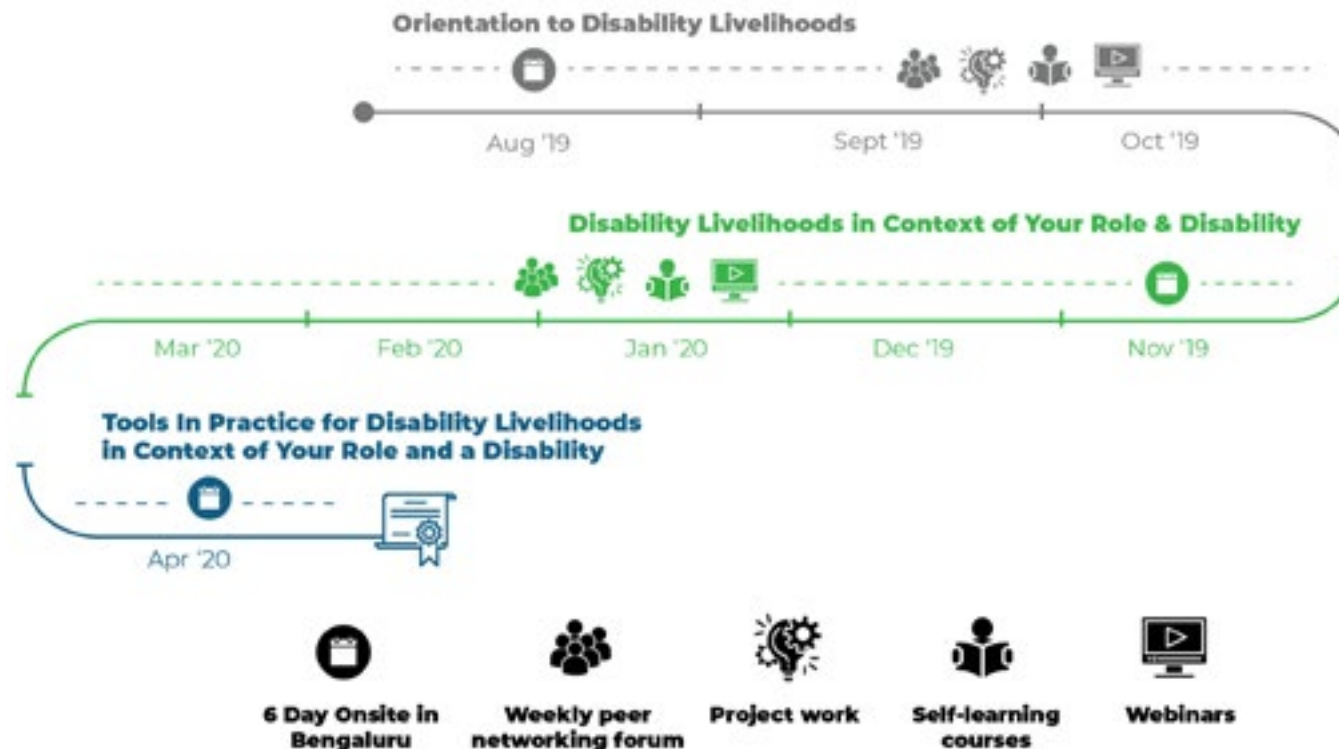 Orientation to Disability Livelihoods
Aug '19
Sept '19
Oct '19
Disability Livelihoods in Context of Your Role & Disability
Mar '20
Feb '20
Jan '20
Dec '19
Nov '19
Tools In Practice for Disability Livelihoods
in Context of Your Role and a Disability
Apr '20
6 Day Onsite in
Bengaluru
Weekly peer
networking forum
Project work
Self-learning
courses
Webinars